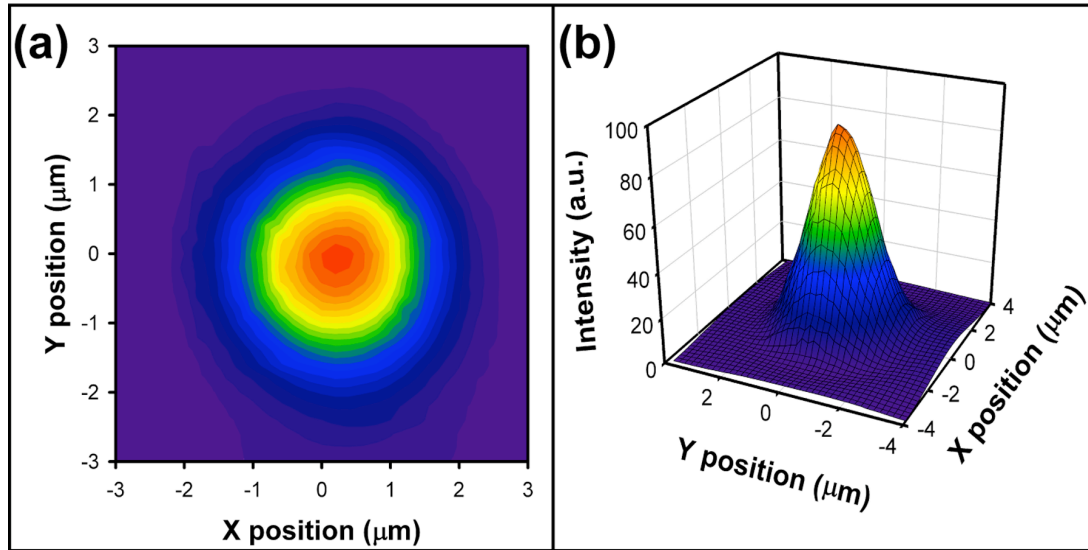 (a)
3
2
1
0
-1
-2
-3
Y position (μm)
-3 -2 -1 0 1 2 3
X position (μm)
(b)
100
80
60
40
20
0
Intensity (a.u.)
2 0 -2 -4
Y position (μm)
-4 -2 0 2 4
X position (μm)